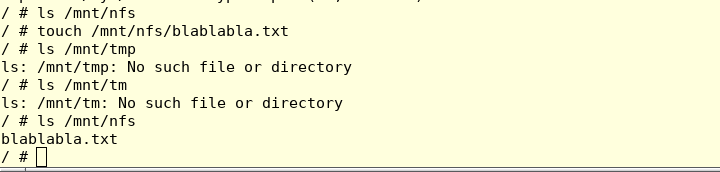 / # ls /mnt/nfs
/ # touch /mnt/nfs/blablabla.txt
/ # ls /mnt/tmp
ls: /mnt/tmp: No such file or directory
/ # ls /mnt/tm
ls: /mnt/tm: No such file or directory
/ # ls /mnt/nfs
blablabla.txt
/ #